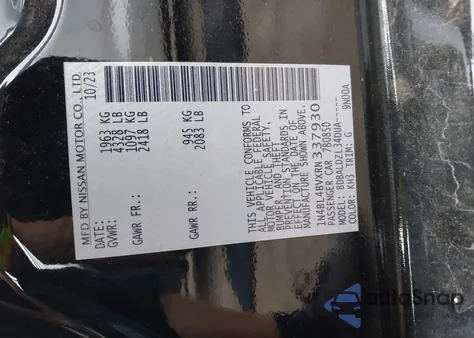 MFD BY NISSAN MOTOR CO., LTD.
DATE: 10/23
GVWR: 1963 KG
4328 LB
GAWR FR: 1097 KG
2418 LB
GAWR RR: 945 KG
2083 LB
THIS VEHICLE CONFORMS TO
ALL APPLICABLE FEDERAL
MOTOR VEHICLE SAFETY,
BUMPER, AND THEFT
PREVENTION STANDARDS IN
EFFECT ON THE DATE OF
MANUFACTURE SHOWN ABOVE.
1N4BL4BVXRN337930
PASSENGER CAR 780850
MODEL: BDBALDZL34DUA-----
COLOR: KH3 TRIM: G 9N00A
autoSnap